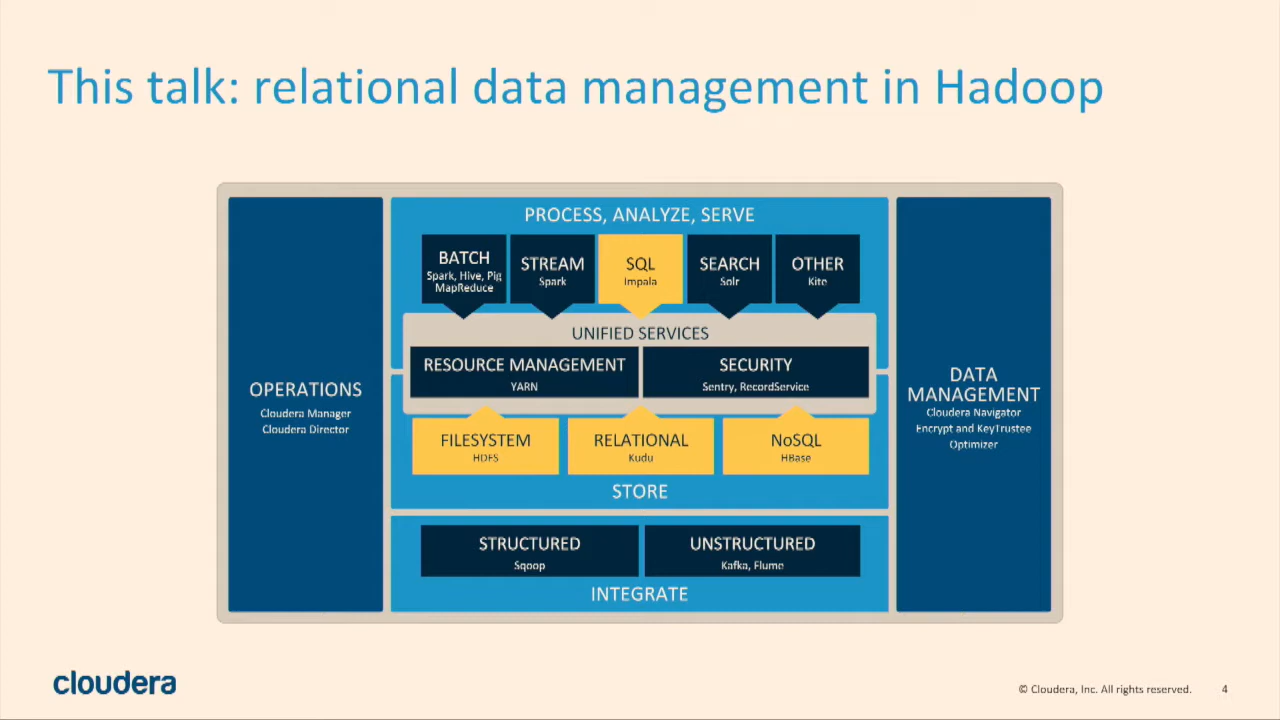 This talk: relational data management in Hadoop
PROCESS, ANALYZE, SERVE
BATCH
Spark, Hive, Pig
MapReduce
STREAM
Spark
SQL
Impala
SEARCH
Solr
OTHER
Kite
UNIFIED SERVICES
RESOURCE MANAGEMENT
YARN
SECURITY
Sentry, RecordService
OPERATIONS
Cloudera Manager
Cloudera Director
DATA
MANAGEMENT
Cloudera Navigator
Encrypt and KeyTrustee
Optimizer
FILESYSTEM
HDFS
RELATIONAL
Kudu
NoSQL
HBase
STORE
STRUCTURED
Sqoop
UNSTRUCTURED
Kafka, Flume
INTEGRATE
cloudera
© Cloudera, Inc. All rights reserved. 4